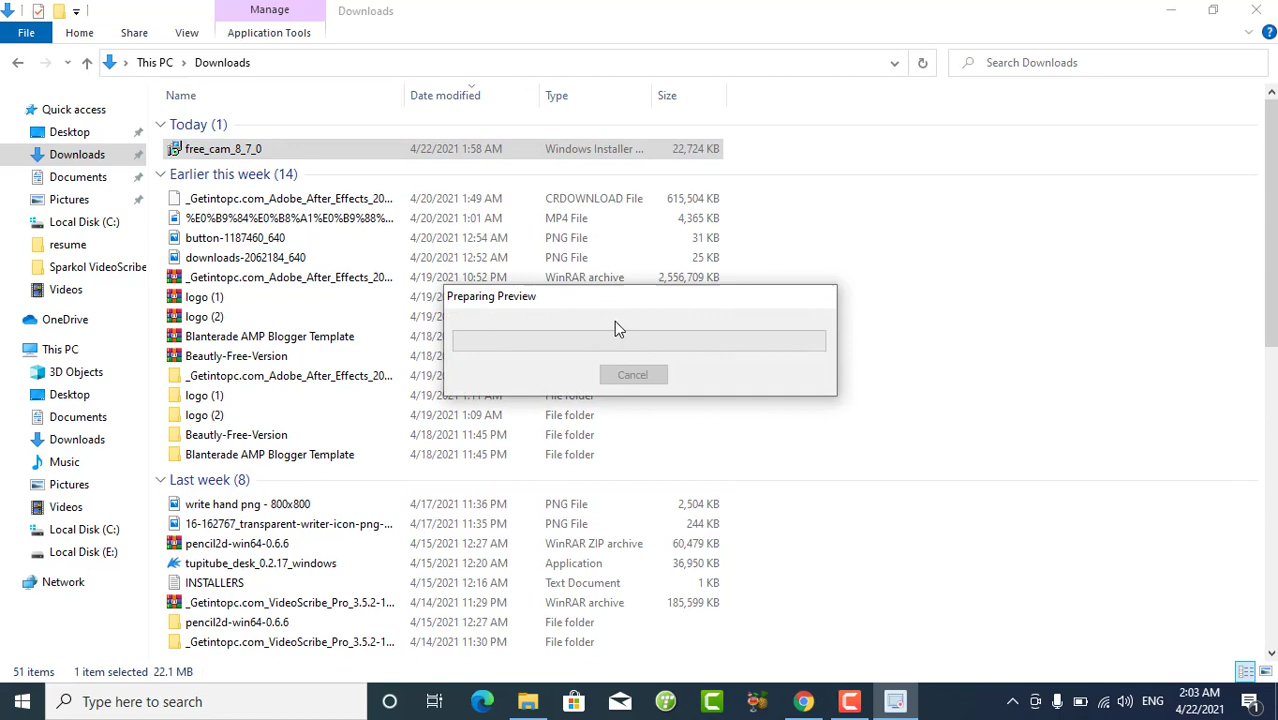 Manage
Downloads
File
Home
Share
View
Application Tools
This PC
Downloads
Search Downloads
Name
Date modified
Type
Size
Quick access
Desktop
Downloads
Documents
Pictures
Local Disk (C:)
resume
Sparkol VideoScribe
Videos
OneDrive
This PC
3D Objects
Desktop
Documents
Downloads
Music
Pictures
Videos
Local Disk (C:)
Local Disk (E:)
Network
Today (1)
free_cam_8_7_0 4/22/2021 1:58 AM Windows Installer ... 22,724 KB
Earlier this week (14)
_Getintopc.com_Adobe_After_Effects_20... 4/20/2021 1:49 AM CRDOWNLOAD File 615,504 KB
%E0%B9%84%E0%B8%A1%E0%B9%88%... 4/20/2021 1:01 AM MP4 File 4,365 KB
button-1187460_640 4/20/2021 12:54 AM PNG File 31 KB
downloads-2062184_640 4/20/2021 12:52 AM PNG File 25 KB
_Getintopc.com_Adobe_After_Effects_20... 4/19/2021 10:52 PM WinRAR archive 2,556,709 KB
logo (1) 4/19
logo (2) 4/19
Blanterade AMP Blogger Template 4/18
Beautly-Free-Version 4/18
_Getintopc.com_Adobe_After_Effects_20... 4/19
logo (1) 4/19/2021 1:11 AM File folder
logo (2) 4/19/2021 1:09 AM File folder
Beautly-Free-Version 4/18/2021 11:45 PM File folder
Blanterade AMP Blogger Template 4/18/2021 11:45 PM File folder
Last week (8)
write hand png - 800x800 4/17/2021 11:36 PM PNG File 2,504 KB
16-162767_transparent-writer-icon-png-... 4/17/2021 11:35 PM PNG File 244 KB
pencil2d-win64-0.6.6 4/15/2021 12:27 AM WinRAR ZIP archive 60,479 KB
tupitube_desk_0.2.17_windows 4/15/2021 12:27 AM Application 36,950 KB
INSTALLERS 4/15/2021 12:16 AM Text Document 1 KB
_Getintopc.com_VideoScribe_Pro_3.5.2-1... 4/14/2021 11:29 PM WinRAR archive 185,599 KB
pencil2d-win64-0.6.6 4/15/2021 12:27 AM File folder
_Getintopc.com_VideoScribe_Pro_3.5.2-1... 4/14/2021 11:30 PM File folder
Preparing Preview
Cancel
51 items
1 item selected 22.1 MB
Type here to search
ENG
2:03 AM
4/22/2021
1